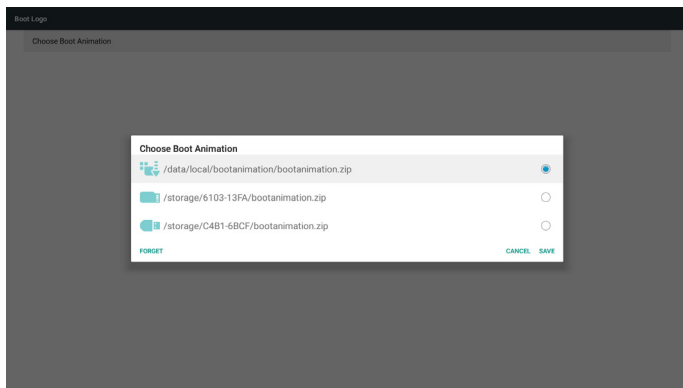 Boot Logo
Choose Boot Animation
Choose Boot Animation
/data/local/bootanimation/bootanimation.zip
/storage/6103-13FA/bootanimation.zip
/storage/C4B1-6BCF/bootanimation.zip
FORGET CANCEL SAVE